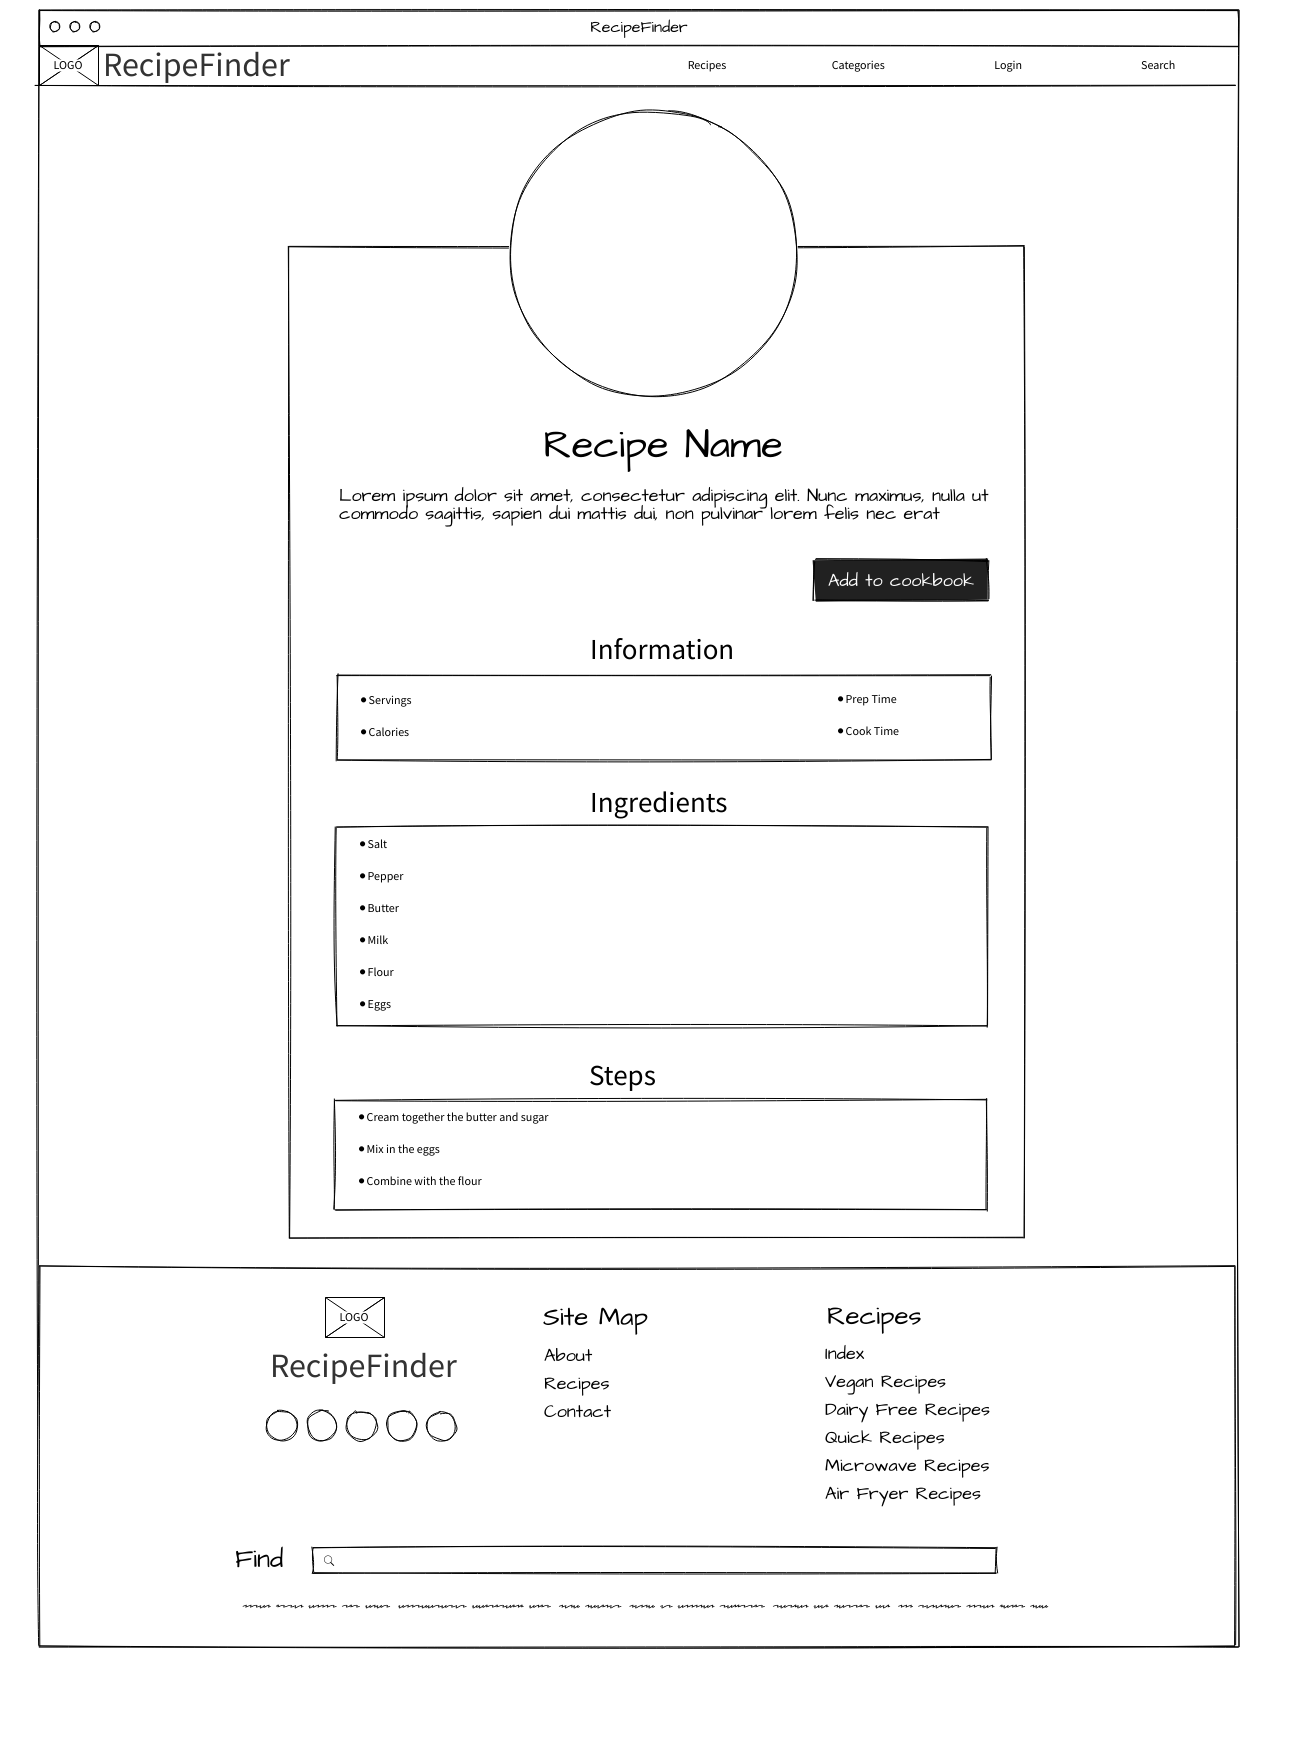 RecipeFinder
LOGO RecipeFinder Recipes Categories Login Search
Recipe Name
Lorem ipsum dolor sit amet, consectetur adipiscing elit. Nunc maximus, nulla ut
commodo sagittis, sapien dui mattis dui, non pulvinar lorem felis nec erat
Add to cookbook
Information
Servings
Calories
Prep Time
Cook Time
Ingredients
Salt
Pepper
Butter
Milk
Flour
Eggs
Steps
Cream together the butter and sugar
Mix in the eggs
Combine with the flour
LOGO
RecipeFinder
Site Map
About
Recipes
Contact
Recipes
Index
Vegan Recipes
Dairy Free Recipes
Quick Recipes
Microwave Recipes
Air Fryer Recipes
Find